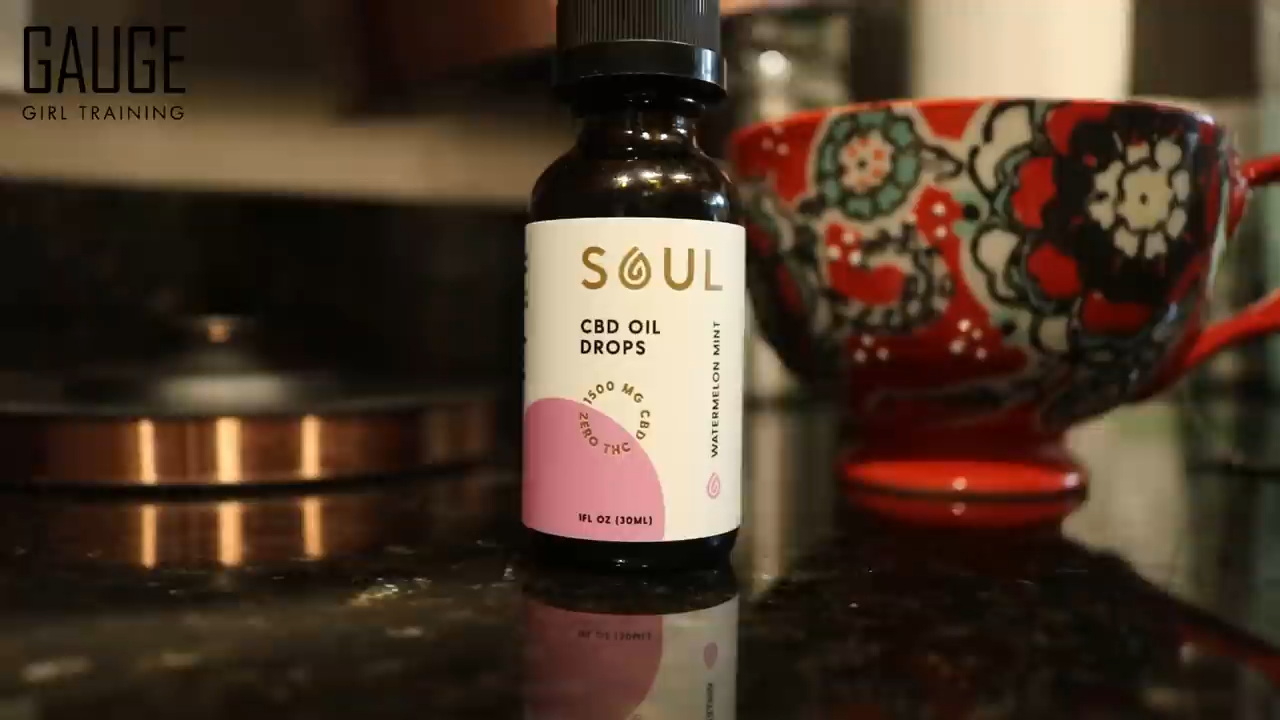 GAUGE
GIRL TRAINING
SOUL
CBD OIL
DROPS
1500 MG CBD
ZERO THC
WATERMELON MINT
1FL OZ (30ML)